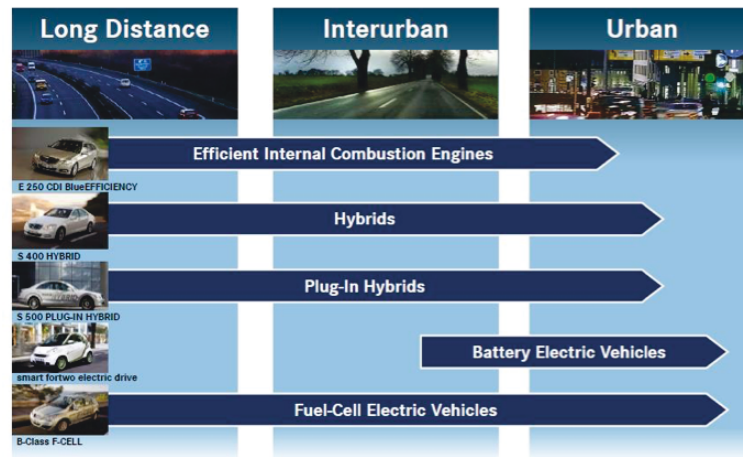 Long Distance
Interurban
Urban
Efficient Internal Combustion Engines
E 250 CDI BlueEFFICIENCY
Hybrids
S 400 HYBRID
Plug-In Hybrids
S 500 PLUG-IN HYBRID
Battery Electric Vehicles
smart fortwo electric drive
Fuel-Cell Electric Vehicles
B-Class F-CELL